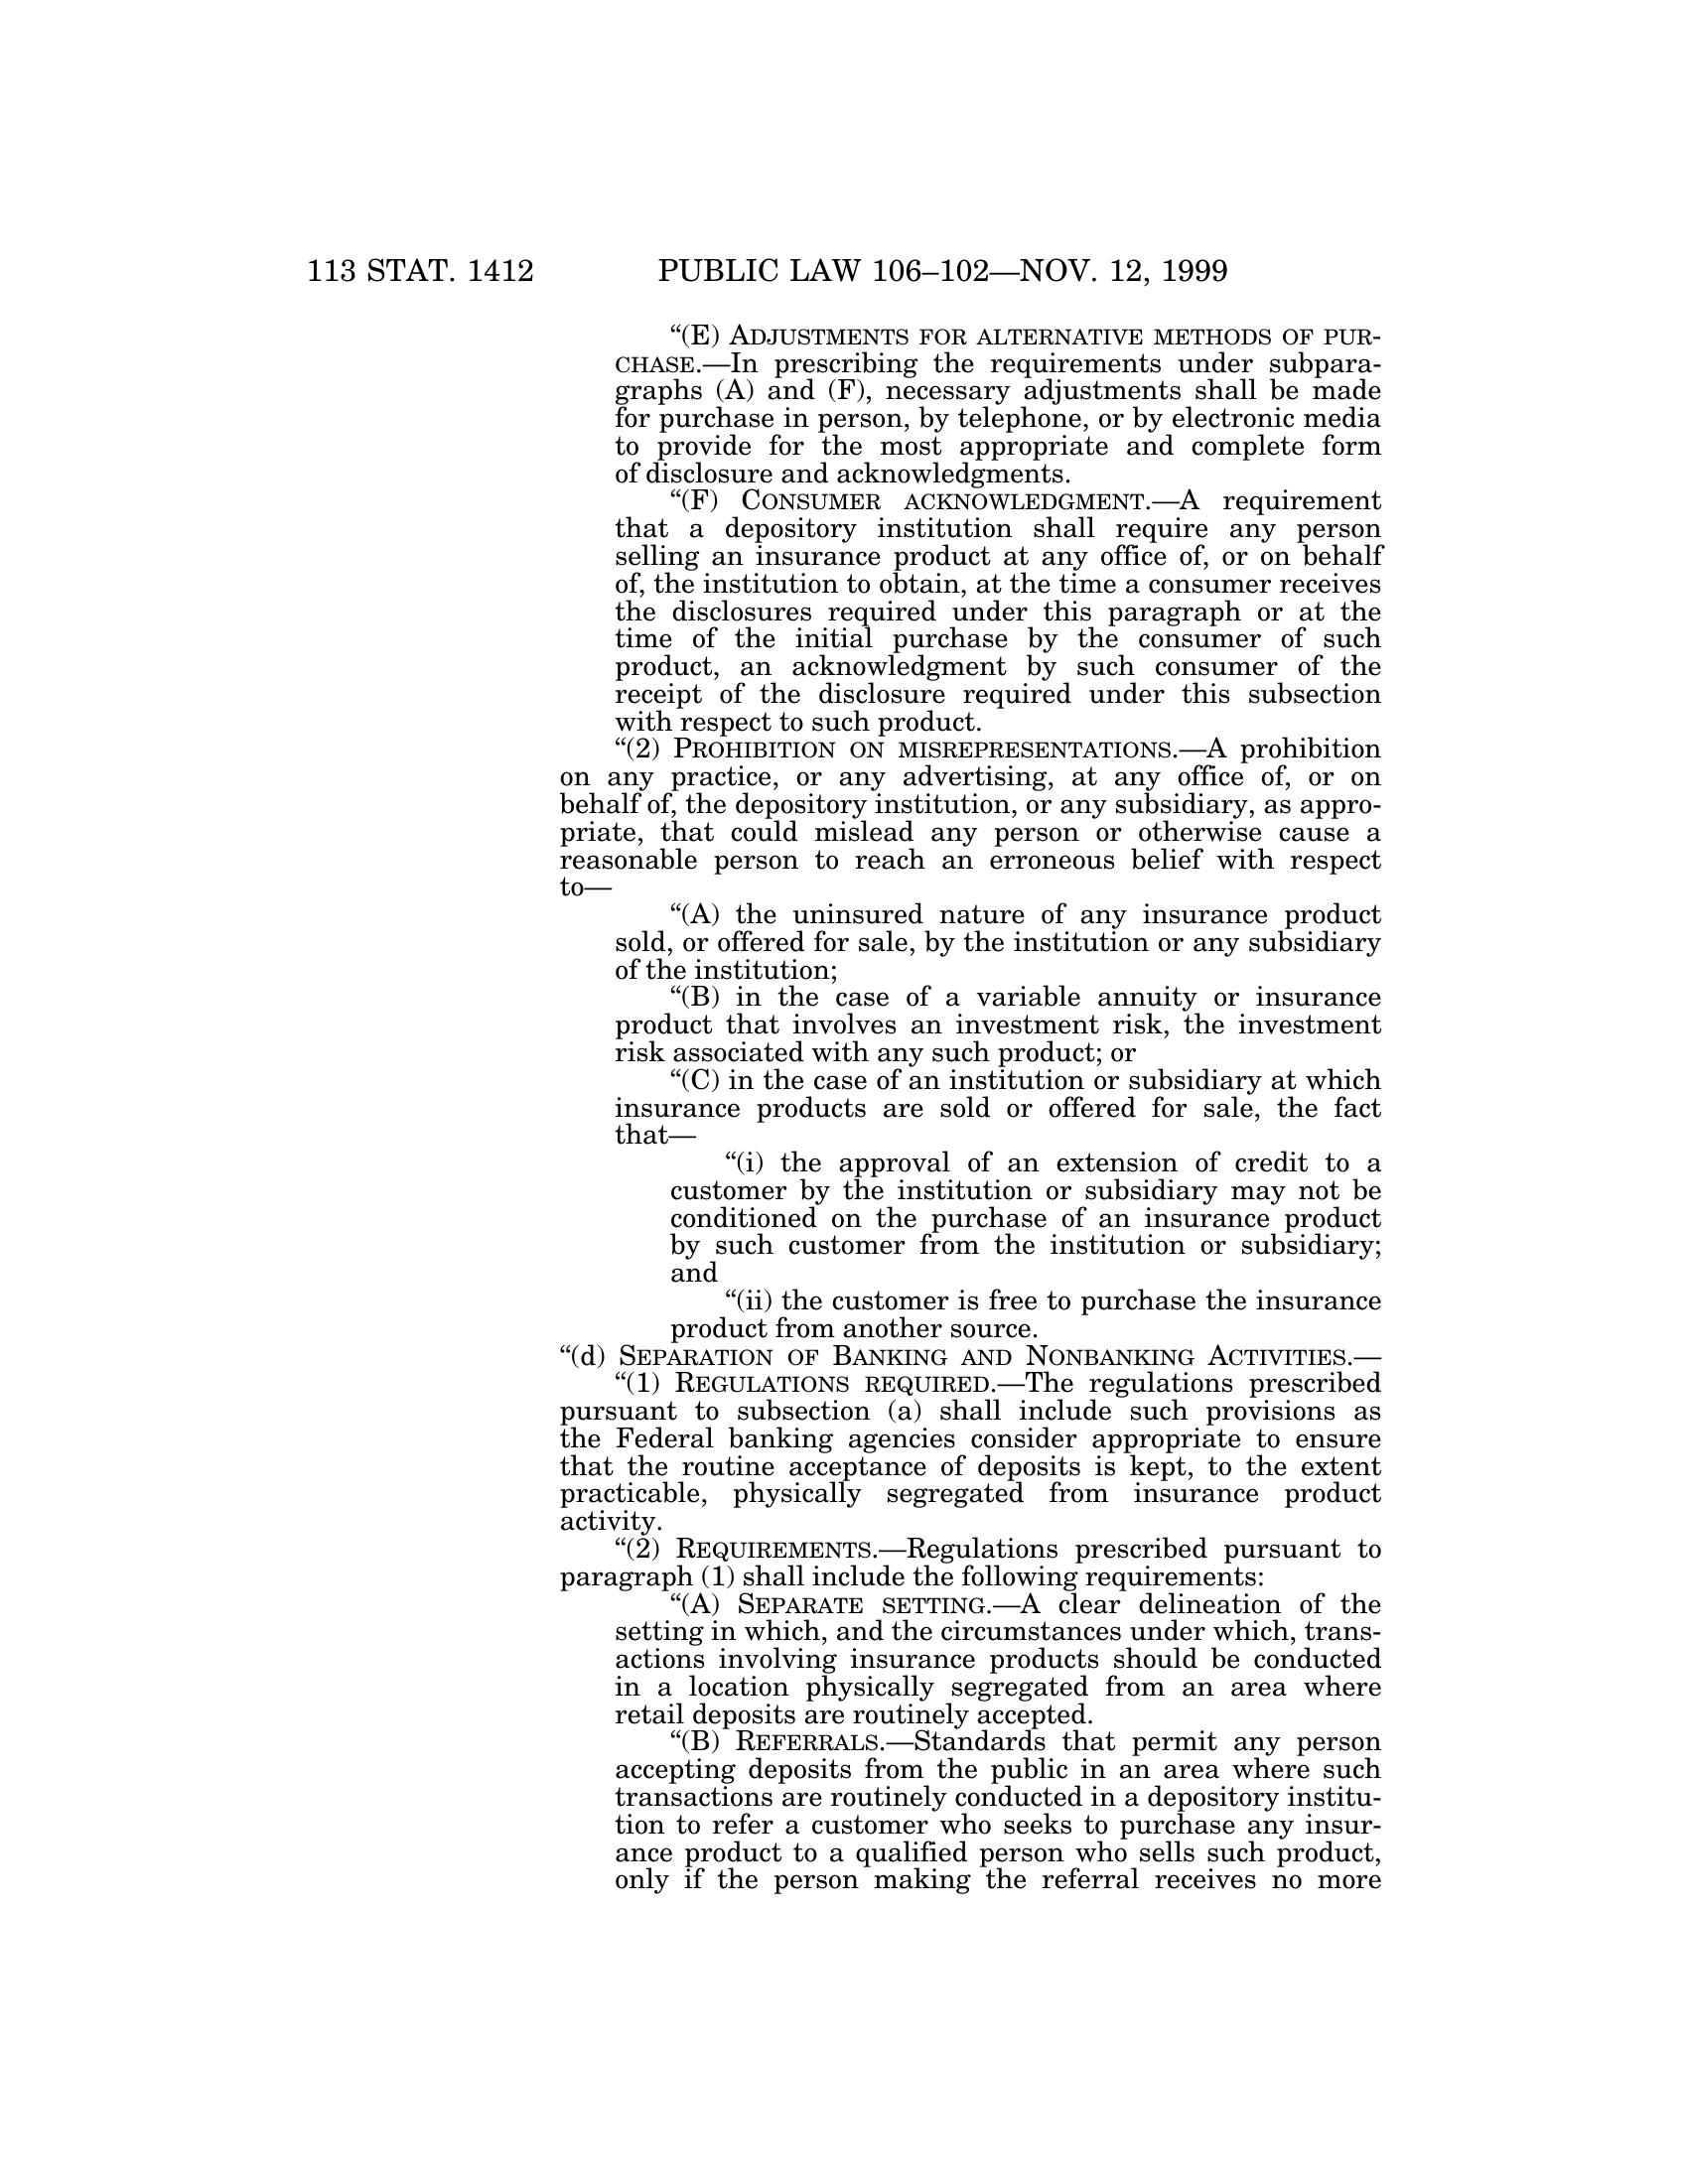 113 STAT. 1412 PUBLIC LAW 106–102—NOV. 12, 1999
“(E) ADJUSTMENTS FOR ALTERNATIVE METHODS OF PUR-
CHASE.—In prescribing the requirements under subpara-
graphs (A) and (F), necessary adjustments shall be made
for purchase in person, by telephone, or by electronic media
to provide for the most appropriate and complete form
of disclosure and acknowledgments.
“(F) CONSUMER ACKNOWLEDGMENT.—A requirement
that a depository institution shall require any person
selling an insurance product at any office of, or on behalf
of, the institution to obtain, at the time a consumer receives
the disclosures required under this paragraph or at the
time of the initial purchase by the consumer of such
product, an acknowledgment by such consumer of the
receipt of the disclosure required under this subsection
with respect to such product.
“(2) PROHIBITION ON MISREPRESENTATIONS.—A prohibition
on any practice, or any advertising, at any office of, or on
behalf of, the depository institution, or any subsidiary, as appro-
priate, that could mislead any person or otherwise cause a
reasonable person to reach an erroneous belief with respect
to—
“(A) the uninsured nature of any insurance product
sold, or offered for sale, by the institution or any subsidiary
of the institution;
“(B) in the case of a variable annuity or insurance
product that involves an investment risk, the investment
risk associated with any such product; or
“(C) in the case of an institution or subsidiary at which
insurance products are sold or offered for sale, the fact
that—
“(i) the approval of an extension of credit to a
customer by the institution or subsidiary may not be
conditioned on the purchase of an insurance product
by such customer from the institution or subsidiary;
and
“(ii) the customer is free to purchase the insurance
product from another source.
“(d) SEPARATION OF BANKING AND NONBANKING ACTIVITIES.—
“(1) REGULATIONS REQUIRED.—The regulations prescribed
pursuant to subsection (a) shall include such provisions as
the Federal banking agencies consider appropriate to ensure
that the routine acceptance of deposits is kept, to the extent
practicable, physically segregated from insurance product
activity.
“(2) REQUIREMENTS.—Regulations prescribed pursuant to
paragraph (1) shall include the following requirements:
“(A) SEPARATE SETTING.—A clear delineation of the
setting in which, and the circumstances under which, trans-
actions involving insurance products should be conducted
in a location physically segregated from an area where
retail deposits are routinely accepted.
“(B) REFERRALS.—Standards that permit any person
accepting deposits from the public in an area where such
transactions are routinely conducted in a depository institu-
tion to refer a customer who seeks to purchase any insur-
ance product to a qualified person who sells such product,
only if the person making the referral receives no more